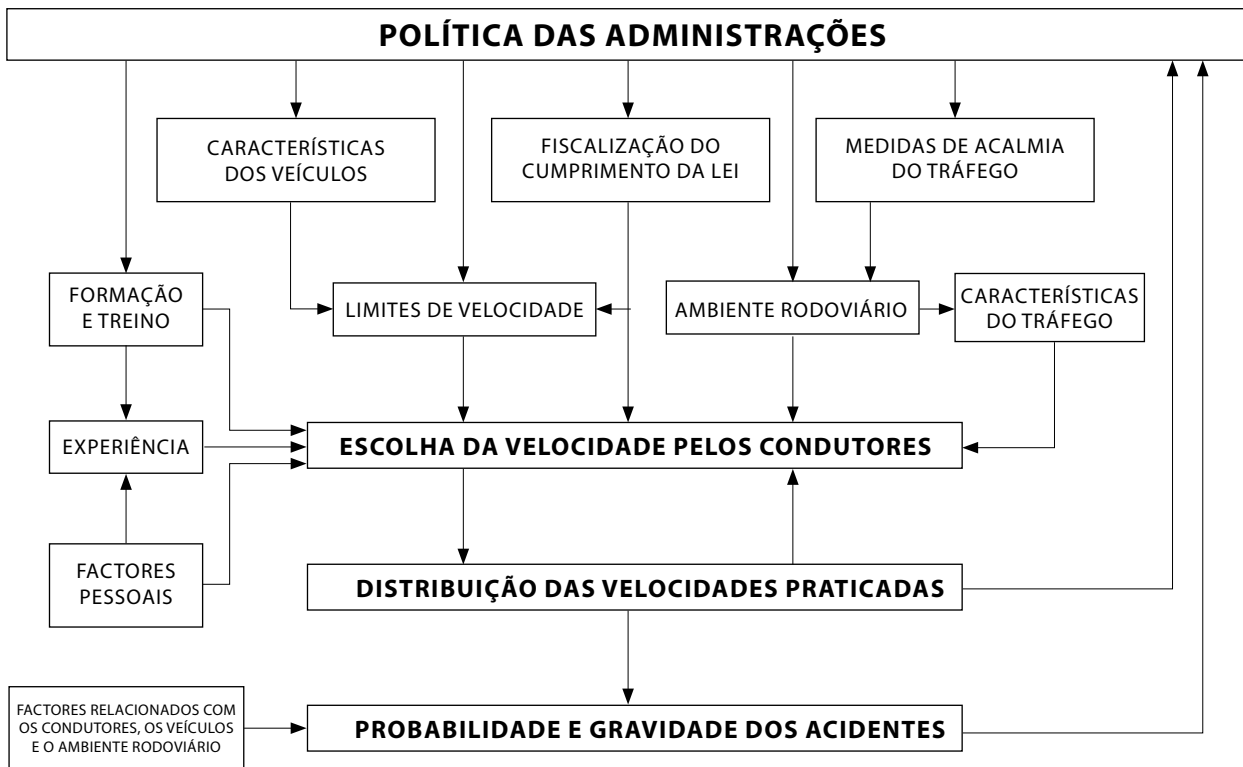 POLÍTICA DAS ADMINISTRAÇÕES
CARACTERÍSTICAS
DOS VEÍCULOS
FISCALIZAÇÃO DO
CUMPRIMENTO DA LEI
MEDIDAS DE ACALMIA
DO TRÁFEGO
FORMAÇÃO
E TREINO
LIMITES DE VELOCIDADE
AMBIENTE RODOVIÁRIO
CARACTERÍSTICAS
DO TRÁFEGO
EXPERIÊNCIA
ESCOLHA DA VELOCIDADE PELOS CONDUTORES
FACTORES
PESSOAIS
DISTRIBUIÇÃO DAS VELOCIDADES PRATICADAS
FACTORES RELACIONADOS COM
OS CONDUTORES, OS VEÍCULOS
E O AMBIENTE RODOVIÁRIO
PROBABILIDADE E GRAVIDADE DOS ACIDENTES